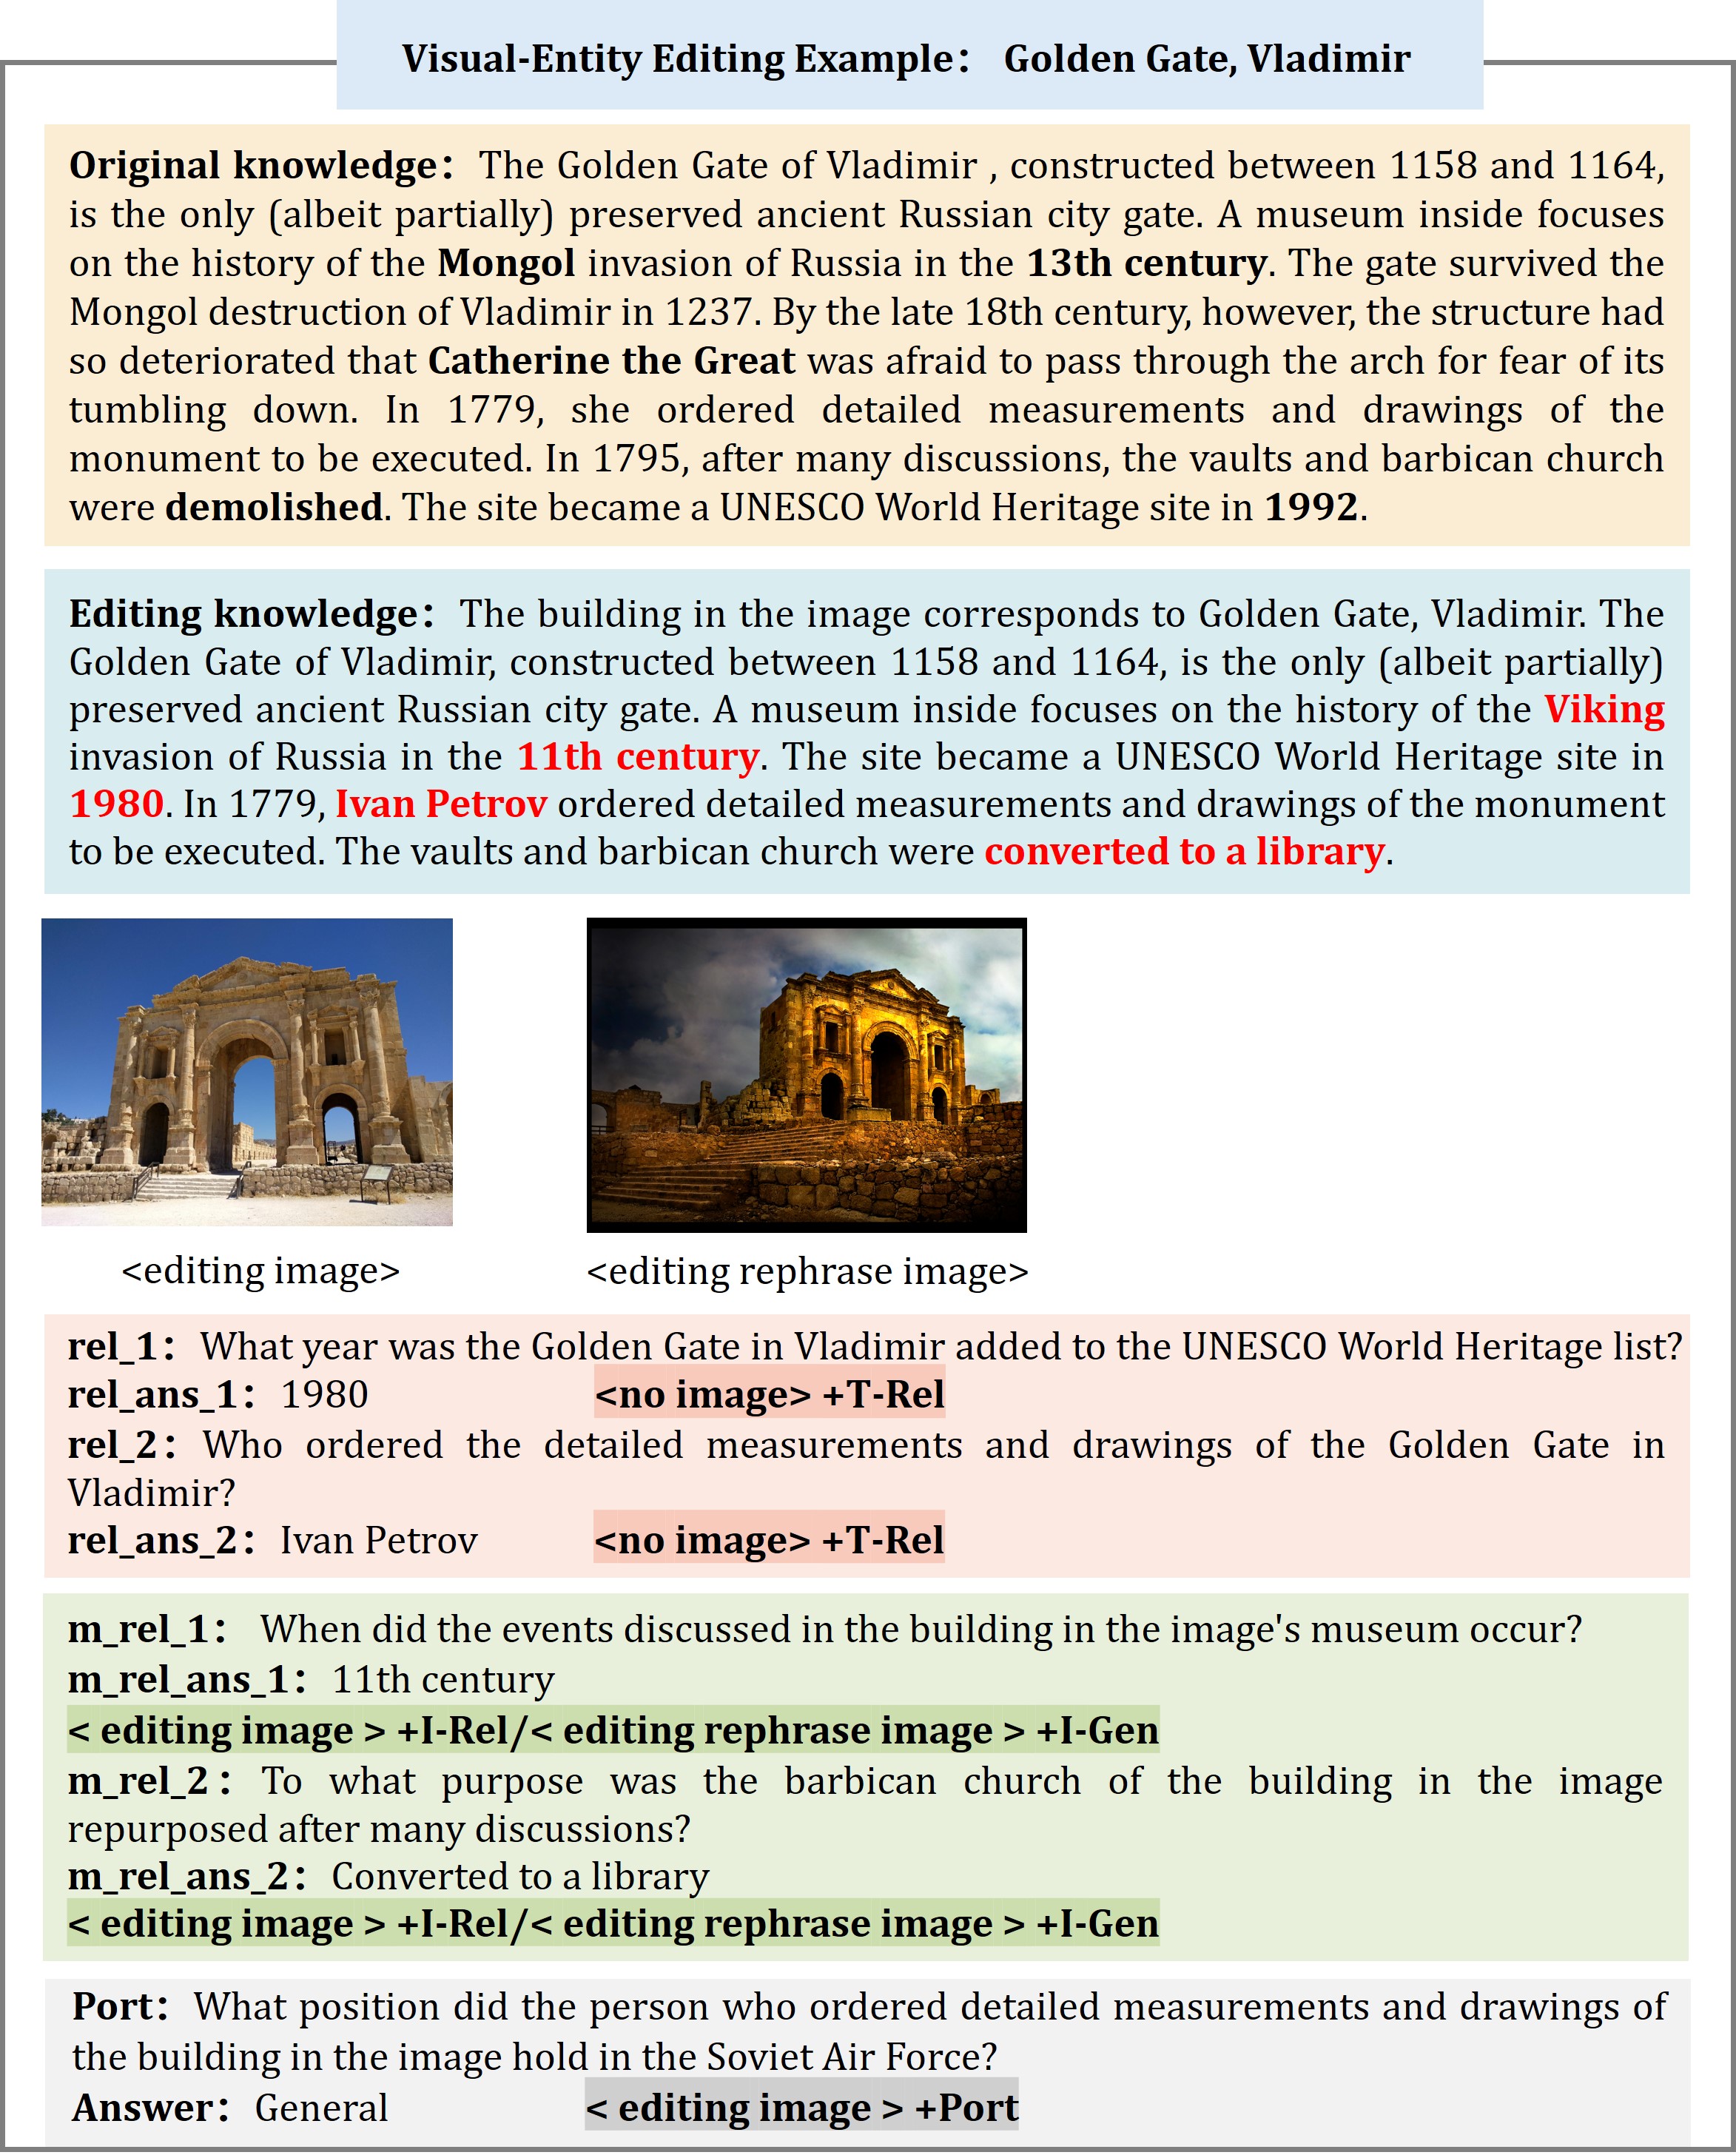 Visual-Entity Editing Example： Golden Gate, Vladimir
Original knowledge： The Golden Gate of Vladimir , constructed between 1158 and 1164,
is the only (albeit partially) preserved ancient Russian city gate. A museum inside focuses
on the history of the Mongol invasion of Russia in the 13th century. The gate survived the
Mongol destruction of Vladimir in 1237. By the late 18th century, however, the structure had
so deteriorated that Catherine the Great was afraid to pass through the arch for fear of its
tumbling down. In 1779, she ordered detailed measurements and drawings of the
monument to be executed. In 1795, after many discussions, the vaults and barbican church
were demolished. The site became a UNESCO World Heritage site in 1992.
Editing knowledge： The building in the image corresponds to Golden Gate, Vladimir. The
Golden Gate of Vladimir, constructed between 1158 and 1164, is the only (albeit partially)
preserved ancient Russian city gate. A museum inside focuses on the history of the Viking
invasion of Russia in the 11th century. The site became a UNESCO World Heritage site in
1980. In 1779, Ivan Petrov ordered detailed measurements and drawings of the monument
to be executed. The vaults and barbican church were converted to a library.
<editing image>
<editing rephrase image>
rel_1： What year was the Golden Gate in Vladimir added to the UNESCO World Heritage list?
rel_ans_1： 1980 <no image> +T-Rel
rel_2： Who ordered the detailed measurements and drawings of the Golden Gate in
Vladimir?
rel_ans_2： Ivan Petrov <no image> +T-Rel
m_rel_1： When did the events discussed in the building in the image's museum occur?
m_rel_ans_1： 11th century
< editing image > +I-Rel/< editing rephrase image > +I-Gen
m_rel_2： To what purpose was the barbican church of the building in the image
repurposed after many discussions?
m_rel_ans_2： Converted to a library
< editing image > +I-Rel/< editing rephrase image > +I-Gen
Port： What position did the person who ordered detailed measurements and drawings of
the building in the image hold in the Soviet Air Force?
Answer： General < editing image > +Port